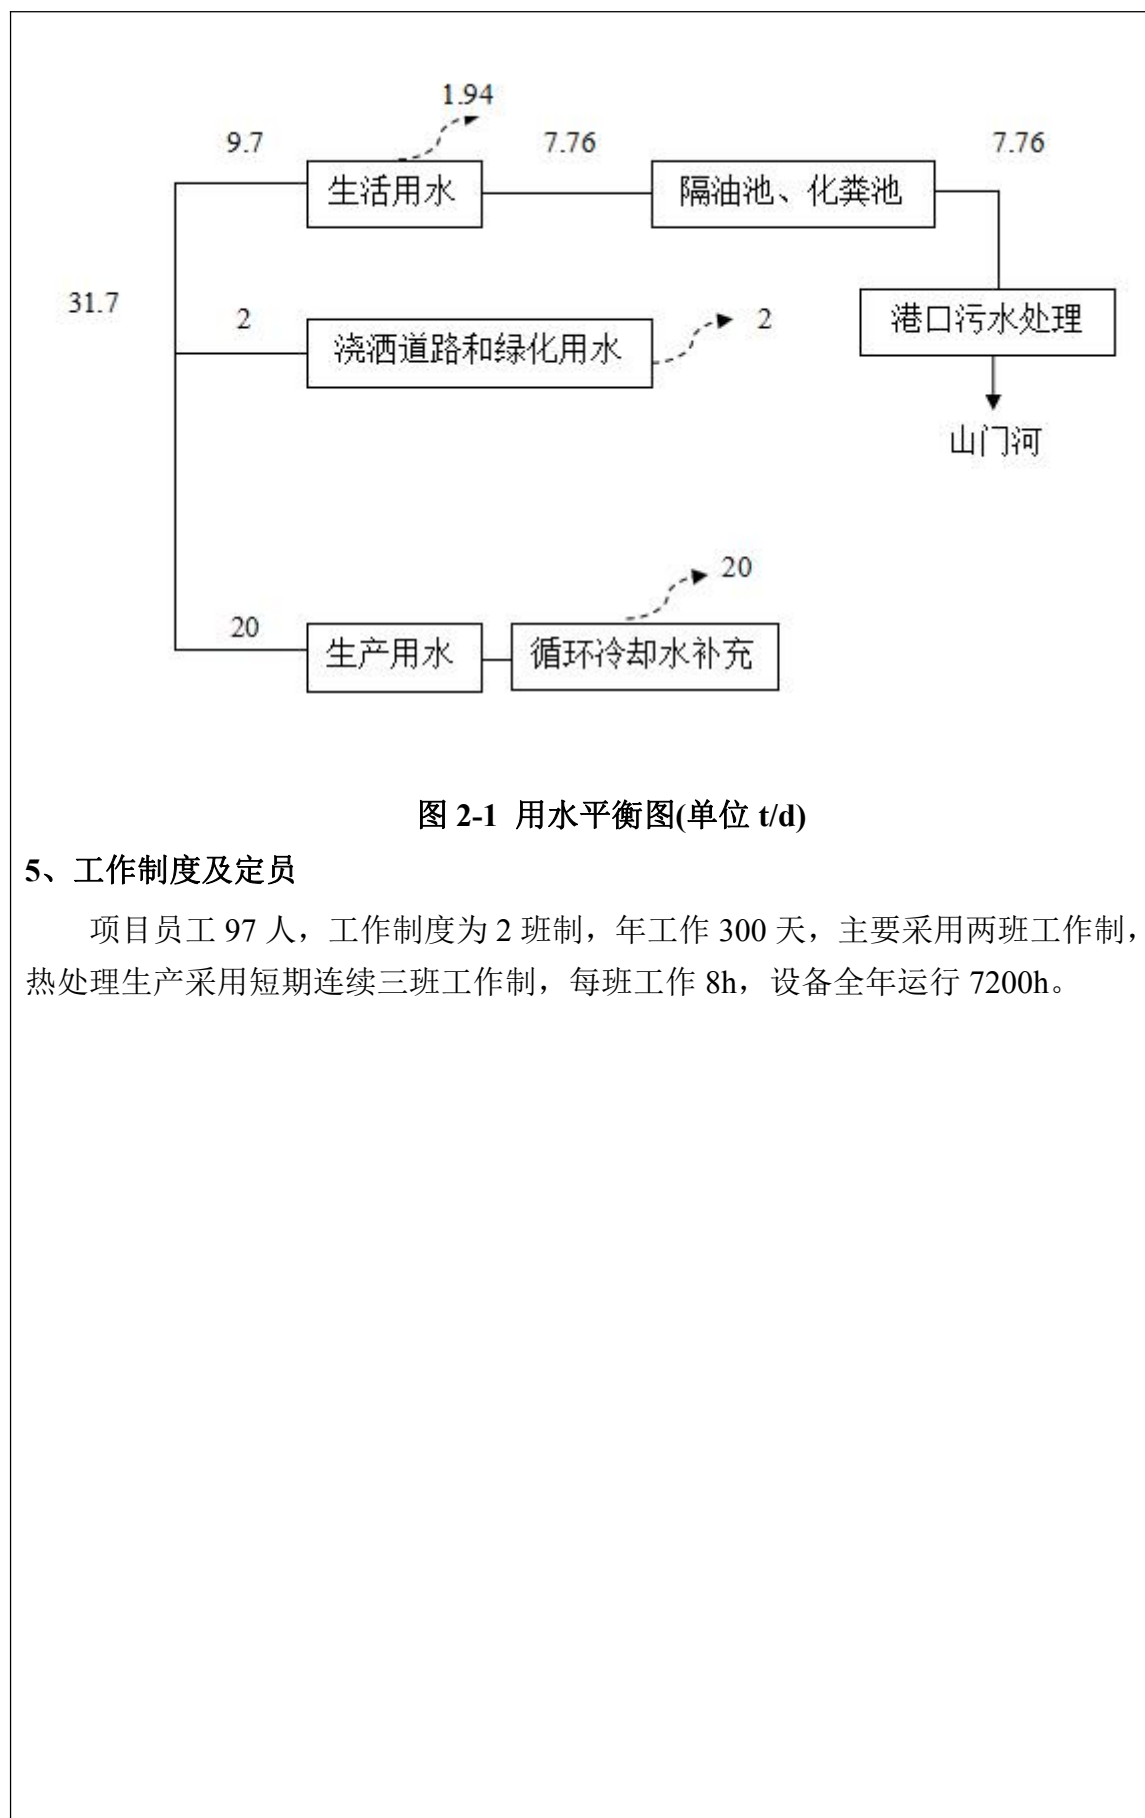 1.94
9.7
7.76
7.76
生活用水
隔油池、化粪池
31.7
2
浇洒道路和绿化用水
2
港口污水处理
山门河
20
20
生产用水
循环冷却水补充
图 2-1 用水平衡图(单位 t/d)
5、工作制度及定员
项目员工 97 人，工作制度为 2 班制，年工作 300 天，主要采用两班工作制，
热处理生产采用短期连续三班工作制，每班工作 8h，设备全年运行 7200h。